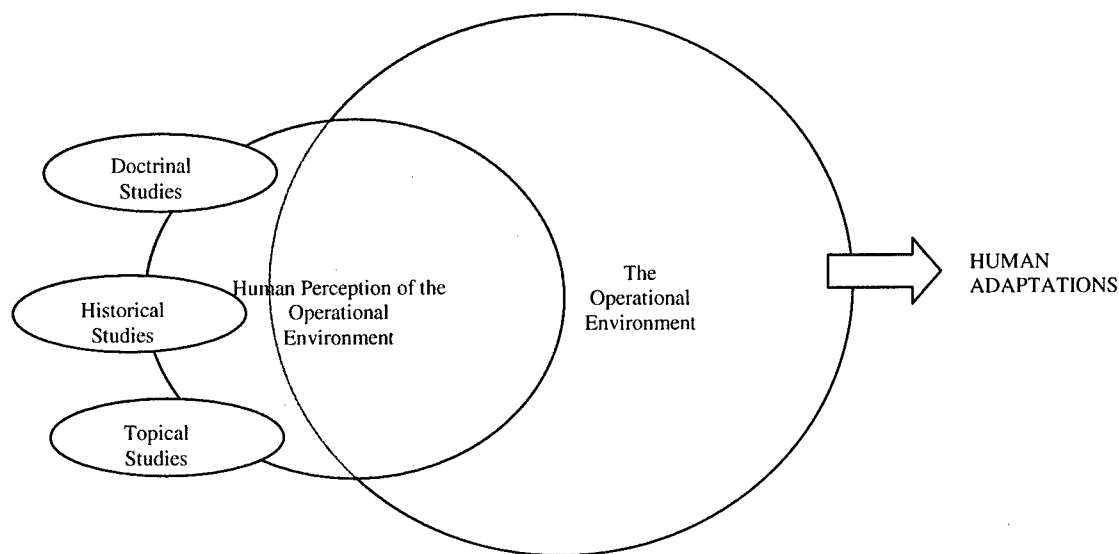 Doctrinal
Studies
Historical
Studies
Topical
Studies
Human Perception of the
Operational
Environment
The
Operational
Environment
HUMAN
ADAPTATIONS